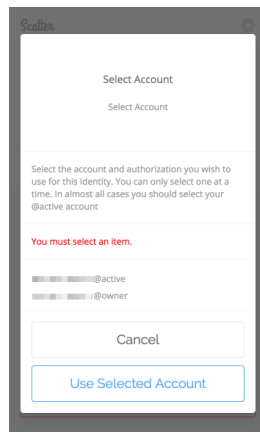 Scatter
Select Account
Select Account
Select the account and authorization you wish to
use for this Identity. You can only select one at a
time. In almost all cases you should select your
@active account
You must select an item.
@active
@owner
Cancel
Use Selected Account